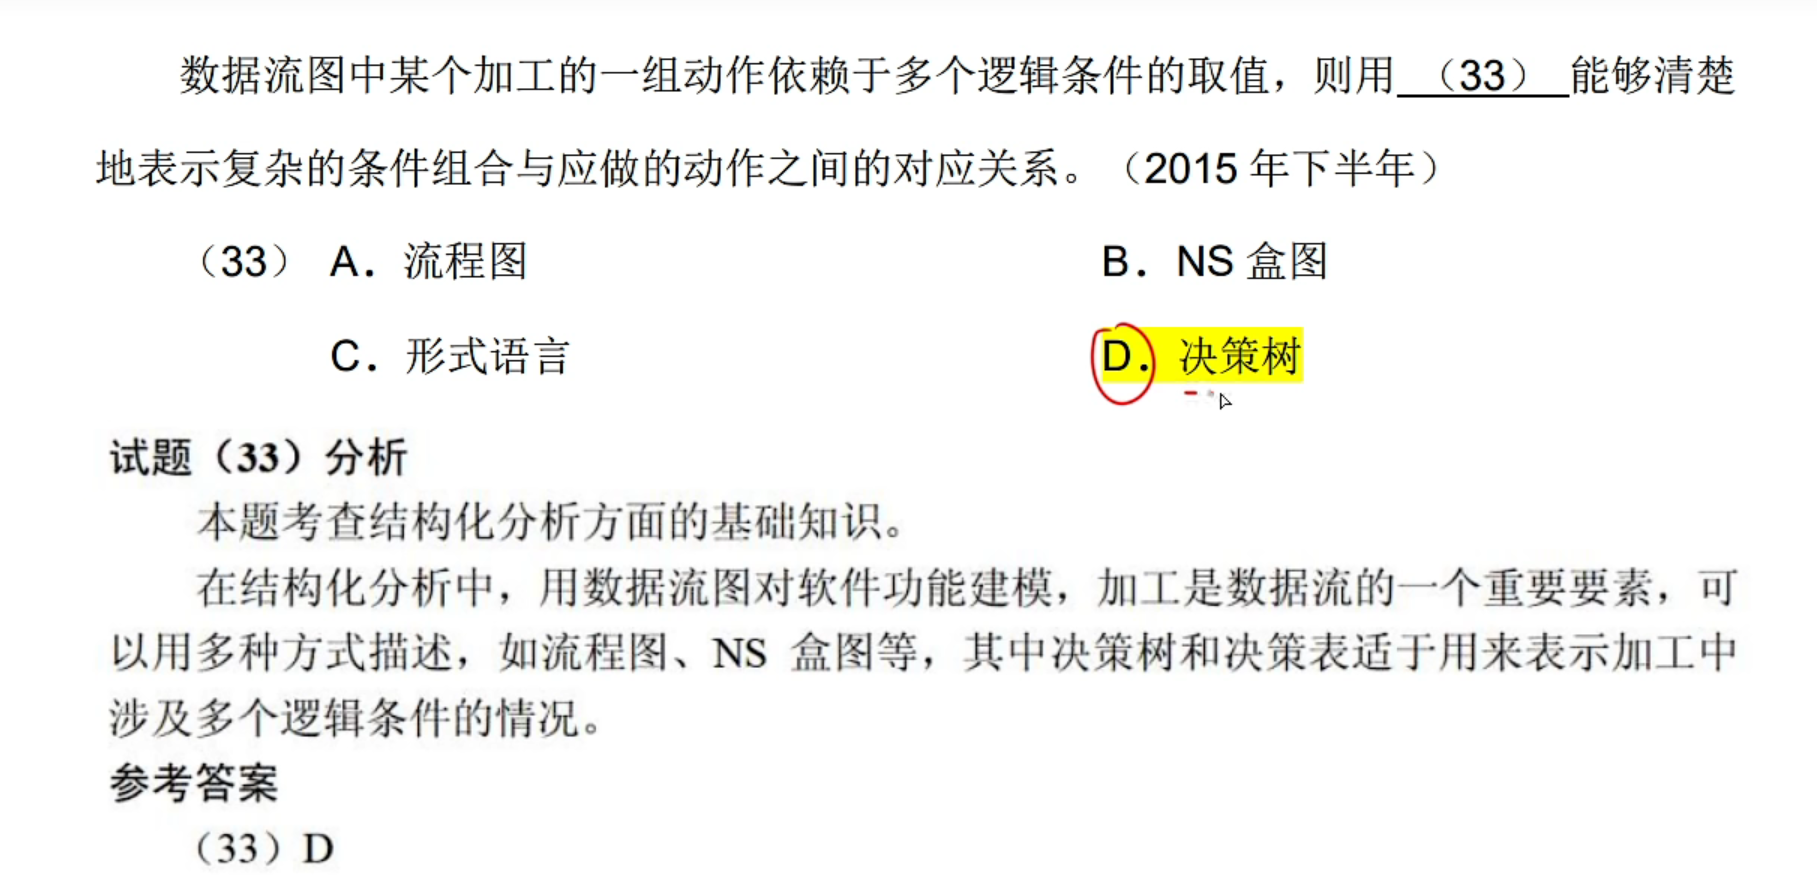 数据流图中某个加工的一组动作依赖于多个逻辑条件的取值，则用 （33） 能够清楚
地表示复杂的条件组合与应做的动作之间的对应关系。（2015 年下半年）
（33） A．流程图 B．NS 盒图
C．形式语言 D．决策树
试题（33）分析
本题考查结构化分析方面的基础知识。
在结构化分析中，用数据流图对软件功能建模，加工是数据流的一个重要要素，可
以用多种方式描述，如流程图、NS 盒图等，其中决策树和决策表适于用来表示加工中
涉及多个逻辑条件的情况。
参考答案
（33）D